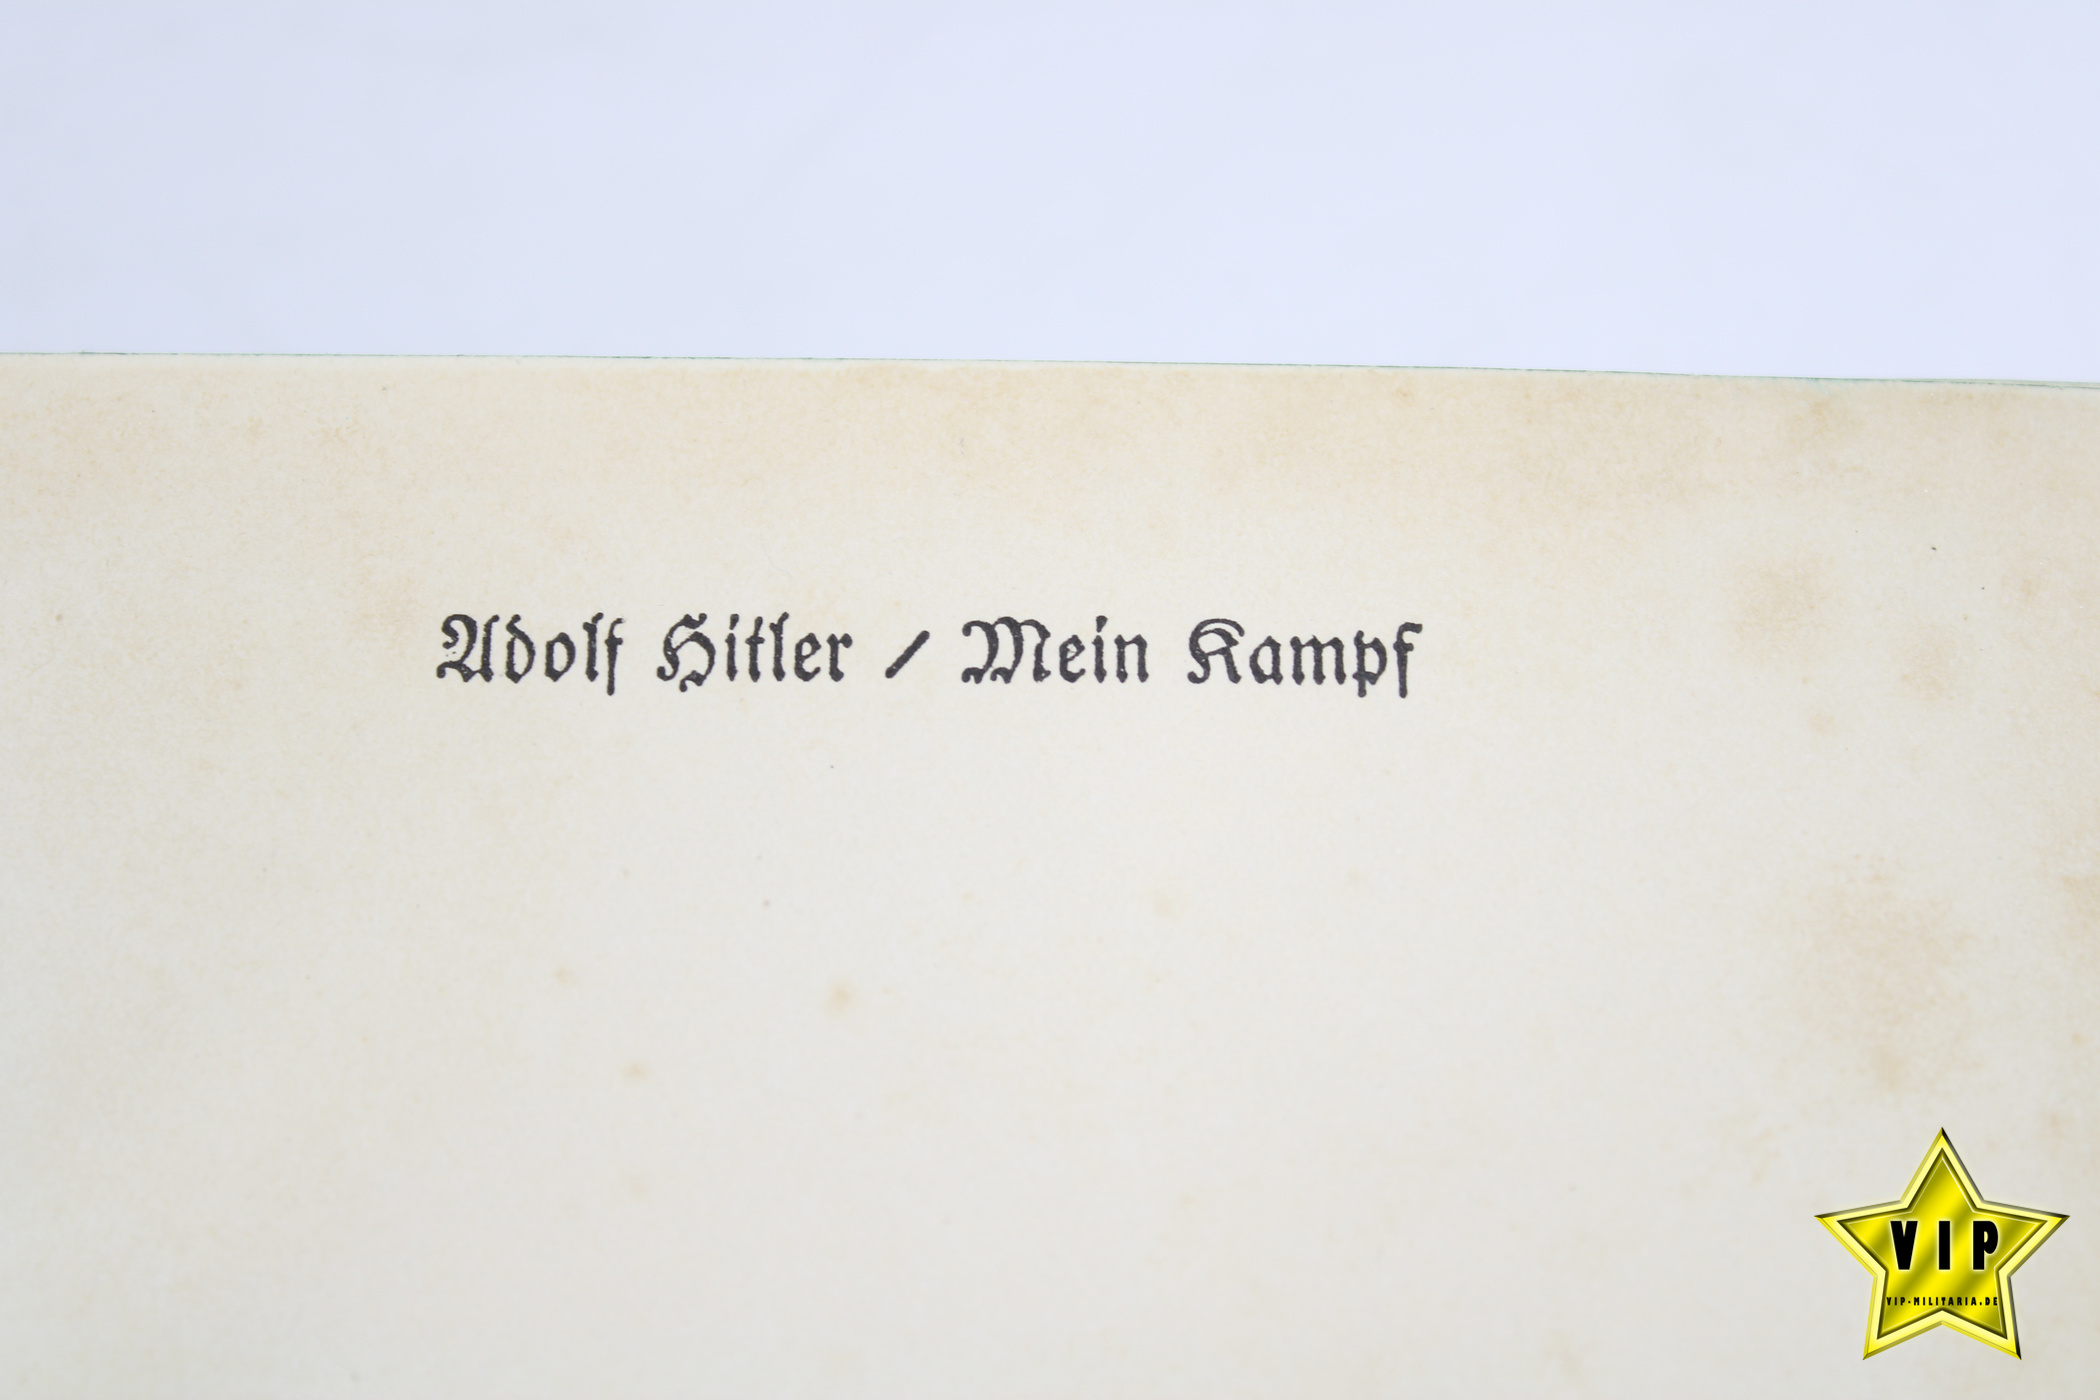 Adolf Hitler / Mein Kampf
VIP
VIP-MILITARIA.DE